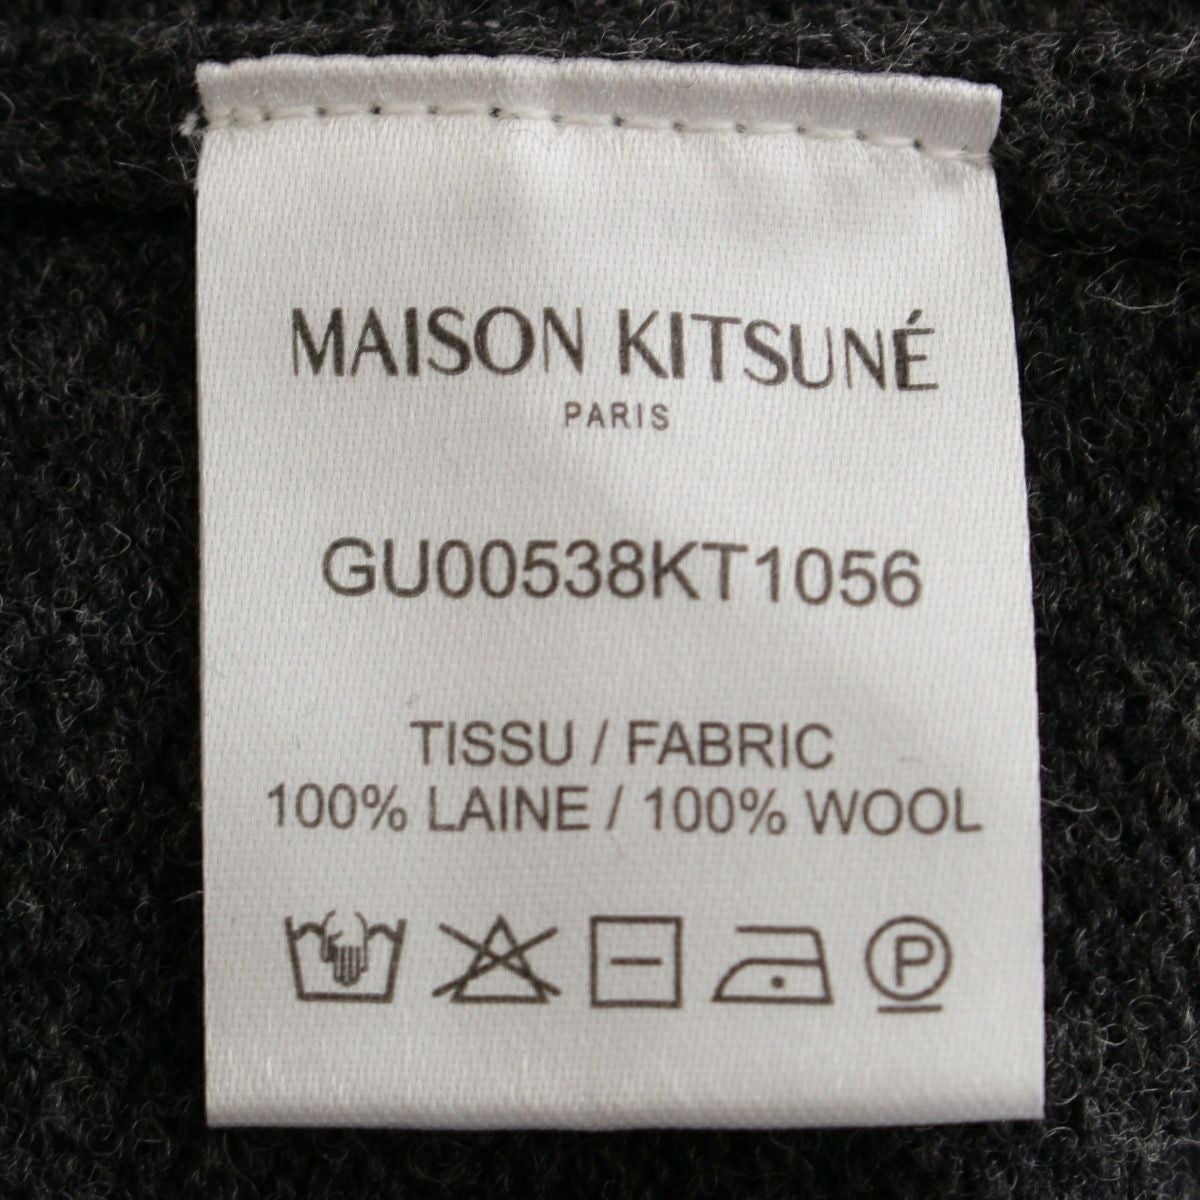 MAISON KITSUNÉ
PARIS
GU00538KT1056
TISSU / FABRIC
100% LAINE / 100% WOOL
P